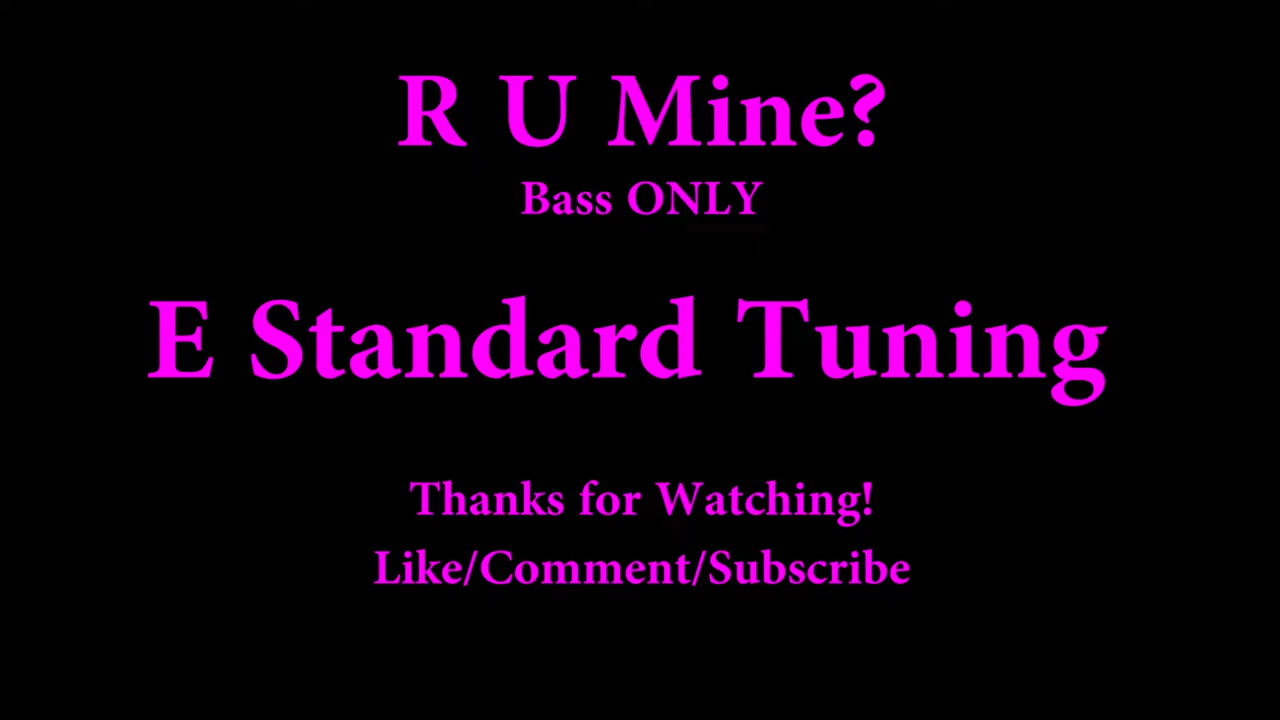 R U Mine?
Bass ONLY
E Standard Tuning
Thanks for Watching!
Like/Comment/Subscribe